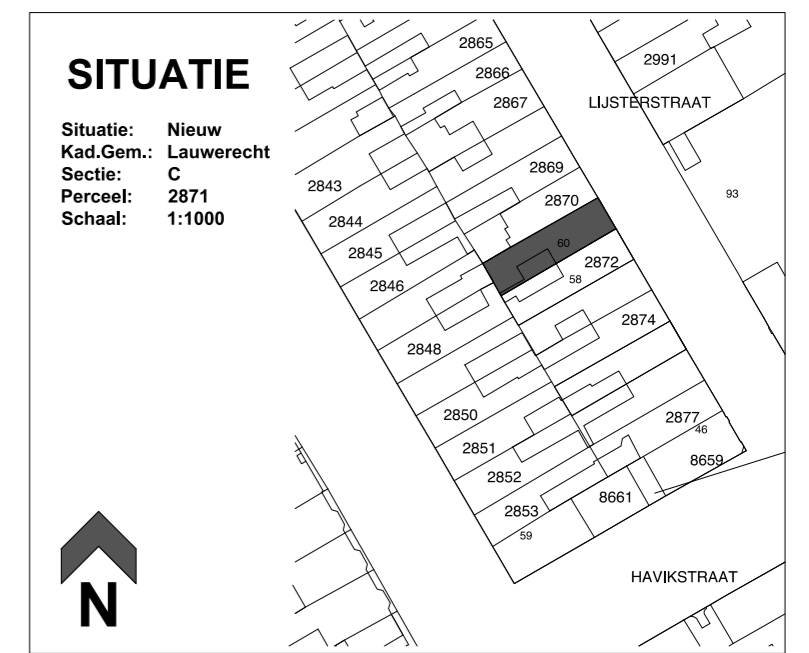 SITUATIE
Situatie: Nieuw
Kad.Gem.: Lauwerecht
Sectie: C
Perceel: 2871
Schaal: 1:1000
N
2865
2866
2867
2869
2870
60
2872
58
2874
2877
46
8659
8661
2843
2844
2845
2846
2848
2850
2851
2852
2853
59
2991
LIJSTERSTRAAT
93
HAVIKSTRAAT